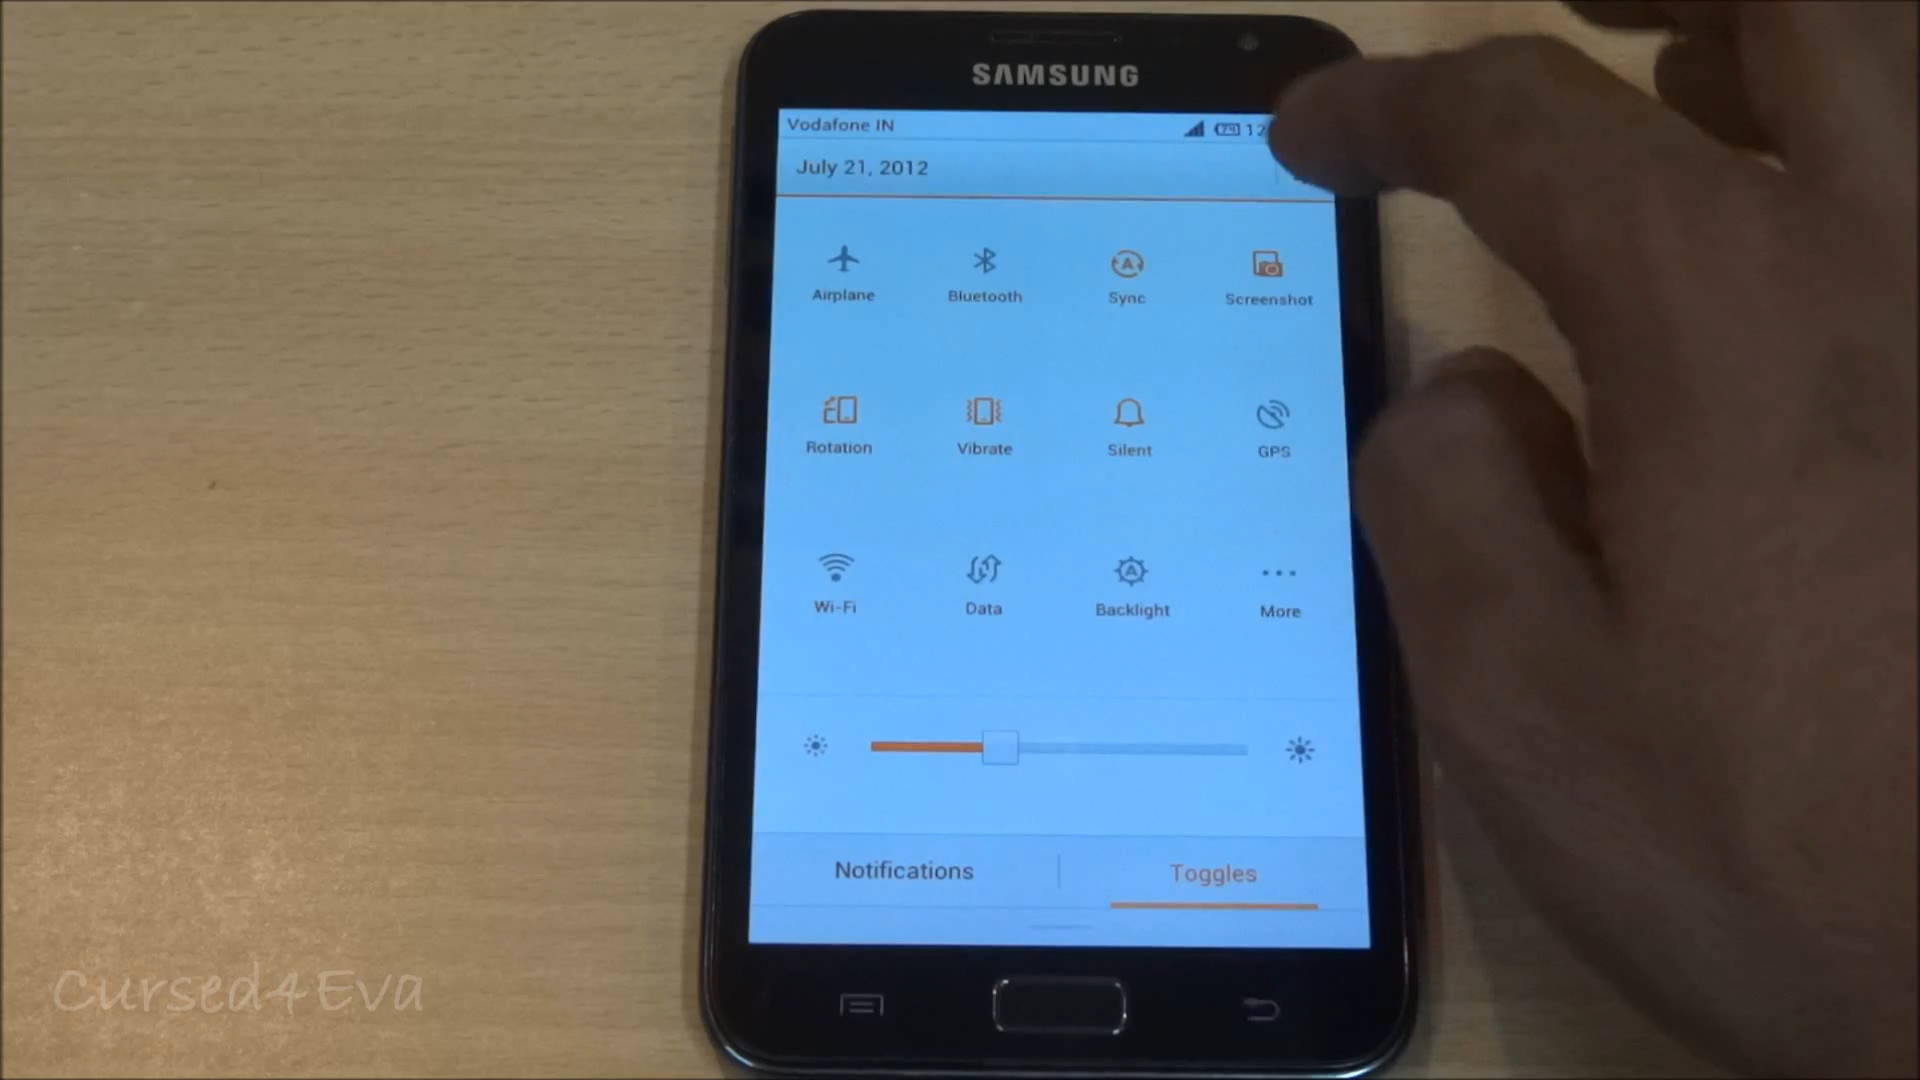 SAMSUNG
Vodafone IN 12
July 21, 2012
Airplane Bluetooth Sync Screenshot
Rotation Vibrate Silent GPS
Wi-Fi Data Backlight More
Notifications Toggles
Cursed4Eva